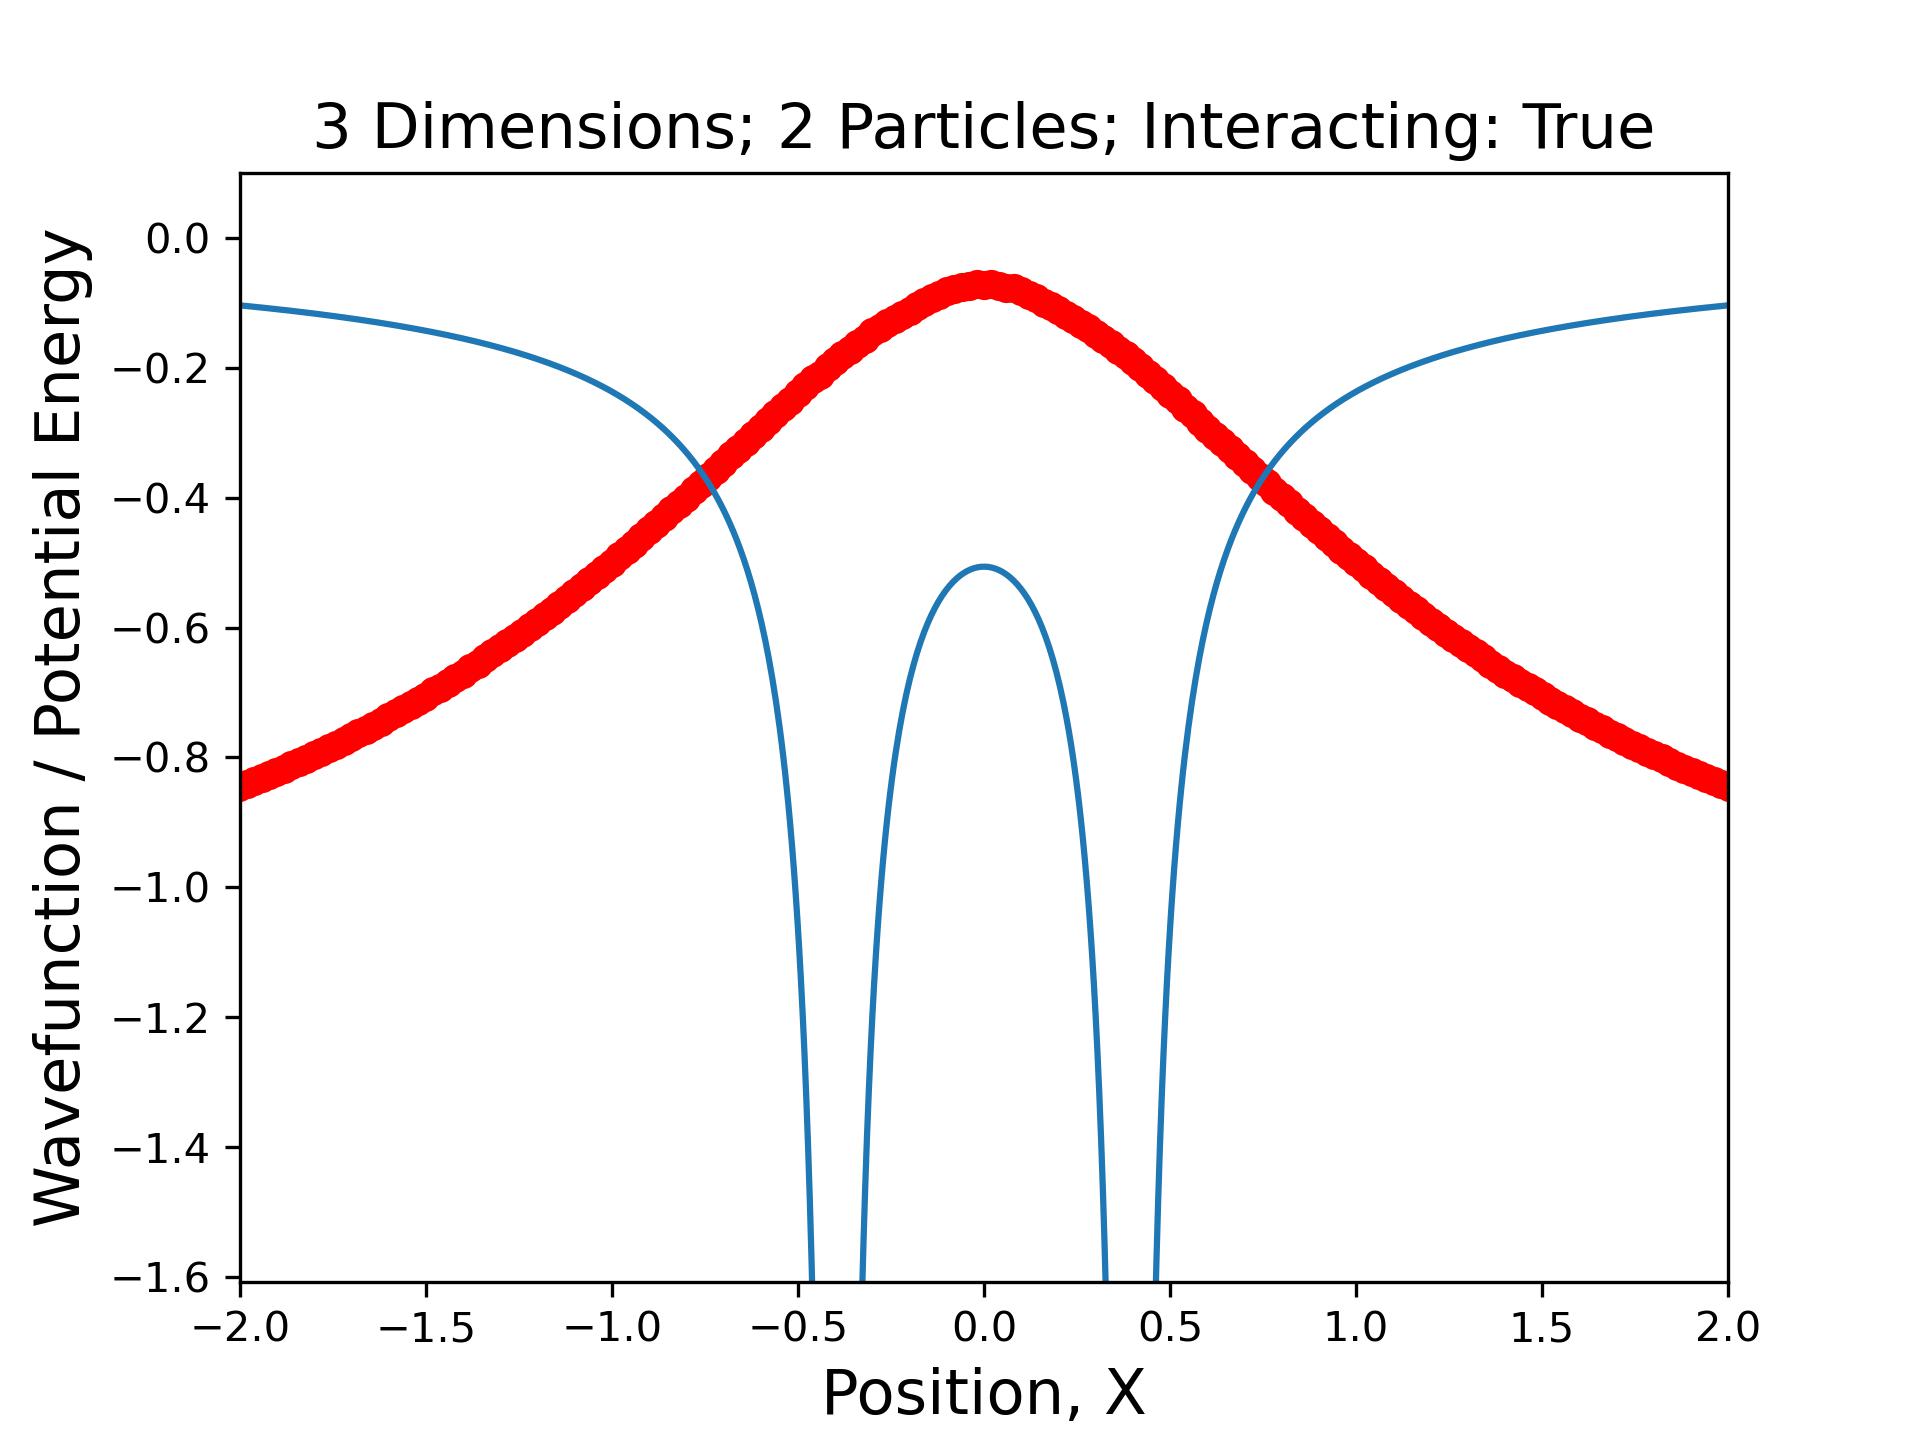 3 Dimensions; 2 Particles; Interacting: True
Wavefunction / Potential Energy
0.0
−0.2
−0.4
−0.6
−0.8
−1.0
−1.2
−1.4
−1.6
−2.0 −1.5 −1.0 −0.5 0.0 0.5 1.0 1.5 2.0
Position, X